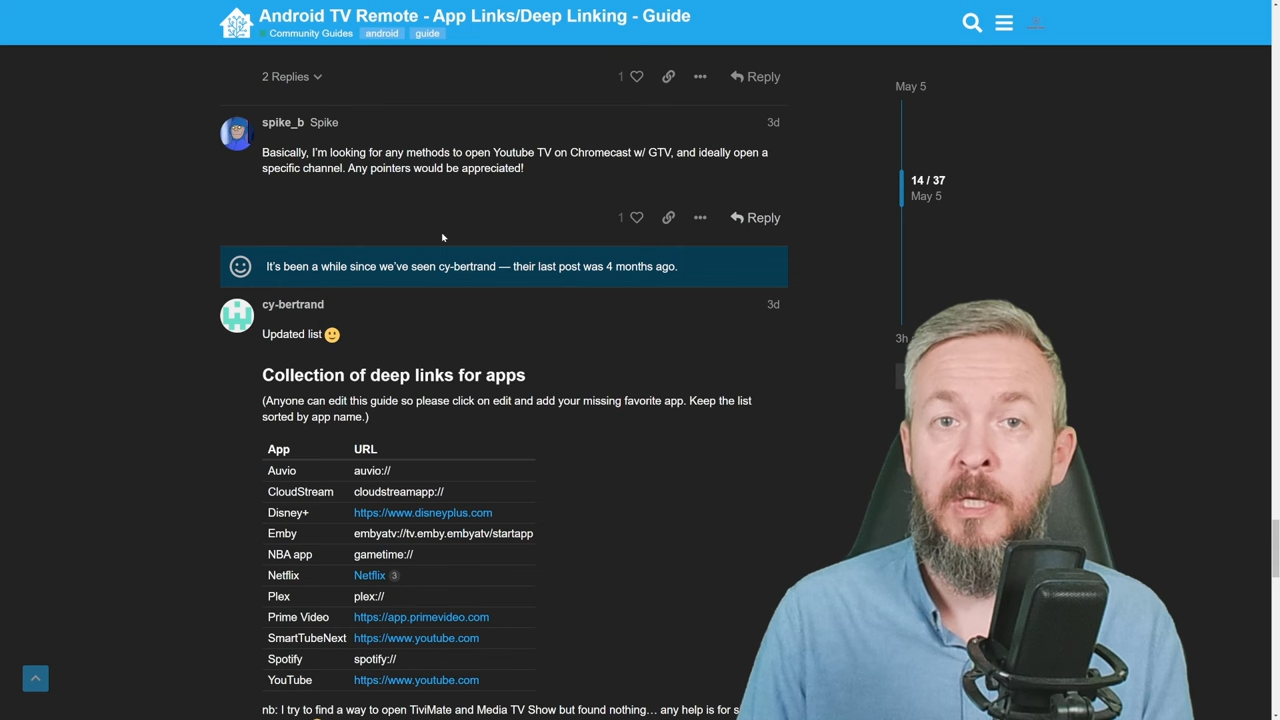 Android TV Remote - App Links/Deep Linking - Guide
Community Guides android guide
2 Replies
1
Reply
May 5
spike_b Spike
3d
Basically, I'm looking for any methods to open Youtube TV on Chromecast w/ GTV, and ideally open a
specific channel. Any pointers would be appreciated!
14 / 37
May 5
1
Reply
It's been a while since we've seen cy-bertrand — their last post was 4 months ago.
cy-bertrand
3d
Updated list
3h
Collection of deep links for apps
(Anyone can edit this guide so please click on edit and add your missing favorite app. Keep the list
sorted by app name.)
App URL
Auvio auvio://
CloudStream cloudstreamapp://
Disney+ https://www.disneyplus.com
Emby embyatv://tv.emby.embyatv/startapp
NBA app gametime://
Netflix Netflix 3
Plex plex://
Prime Video https://app.primevideo.com
SmartTubeNext https://www.youtube.com
Spotify spotify://
YouTube https://www.youtube.com
nb: I try to find a way to open TiviMate and Media TV Show but found nothing... any help is for s